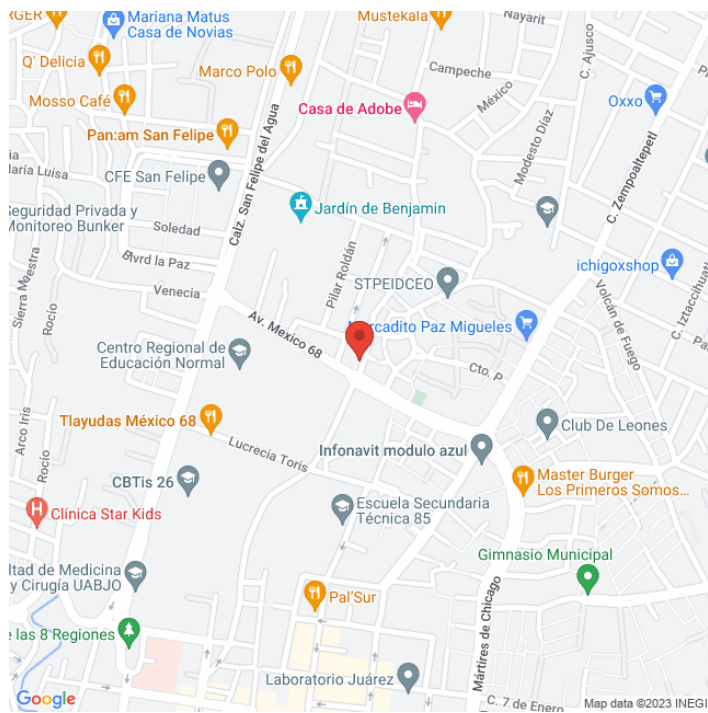 RGER
Mariana Matus
Casa de Novias
Mustekala
Nayarit
Q' Delicia
Marco Polo
Campeche
C. Ajusco
México
Mosso Café
Casa de Adobe
Oxxo
Modesto Díaz
Pan:am San Felipe
Calz. San Felipe del Agua
C. Zempoaltepetl
María Luisa
CFE San Felipe
Seguridad Privada y
Monitoreo Bunker
Soledad
Jardín de Benjamin
Blvrd la Paz
Pilar Roldán
ichigoxshop
STPEIDCEO
Venecia
Sierra Maestra
Rocío
Volcán de Fuego
C. Iztaccihuatl
Av. Mexico 68
Mercadito Paz Migueles
Centro Regional de
Educación Normal
Cto. P
Tlayudas México 68
Arco Iris
Rocío
Lucrecia Toris
Infonavit modulo azul
Club De Leones
CBTis 26
Master Burger
Los Primeros Somos...
Clínica Star Kids
Escuela Secundaria
Técnica 85
Gimnasio Municipal
ltad de Medicina
y Cirugía UABJO
Pal'Sur
Mártires de Chicago
e las 8 Regiones
Laboratorio Juárez
C. 7 de Enero
Google
Map data ©2023 INEGI